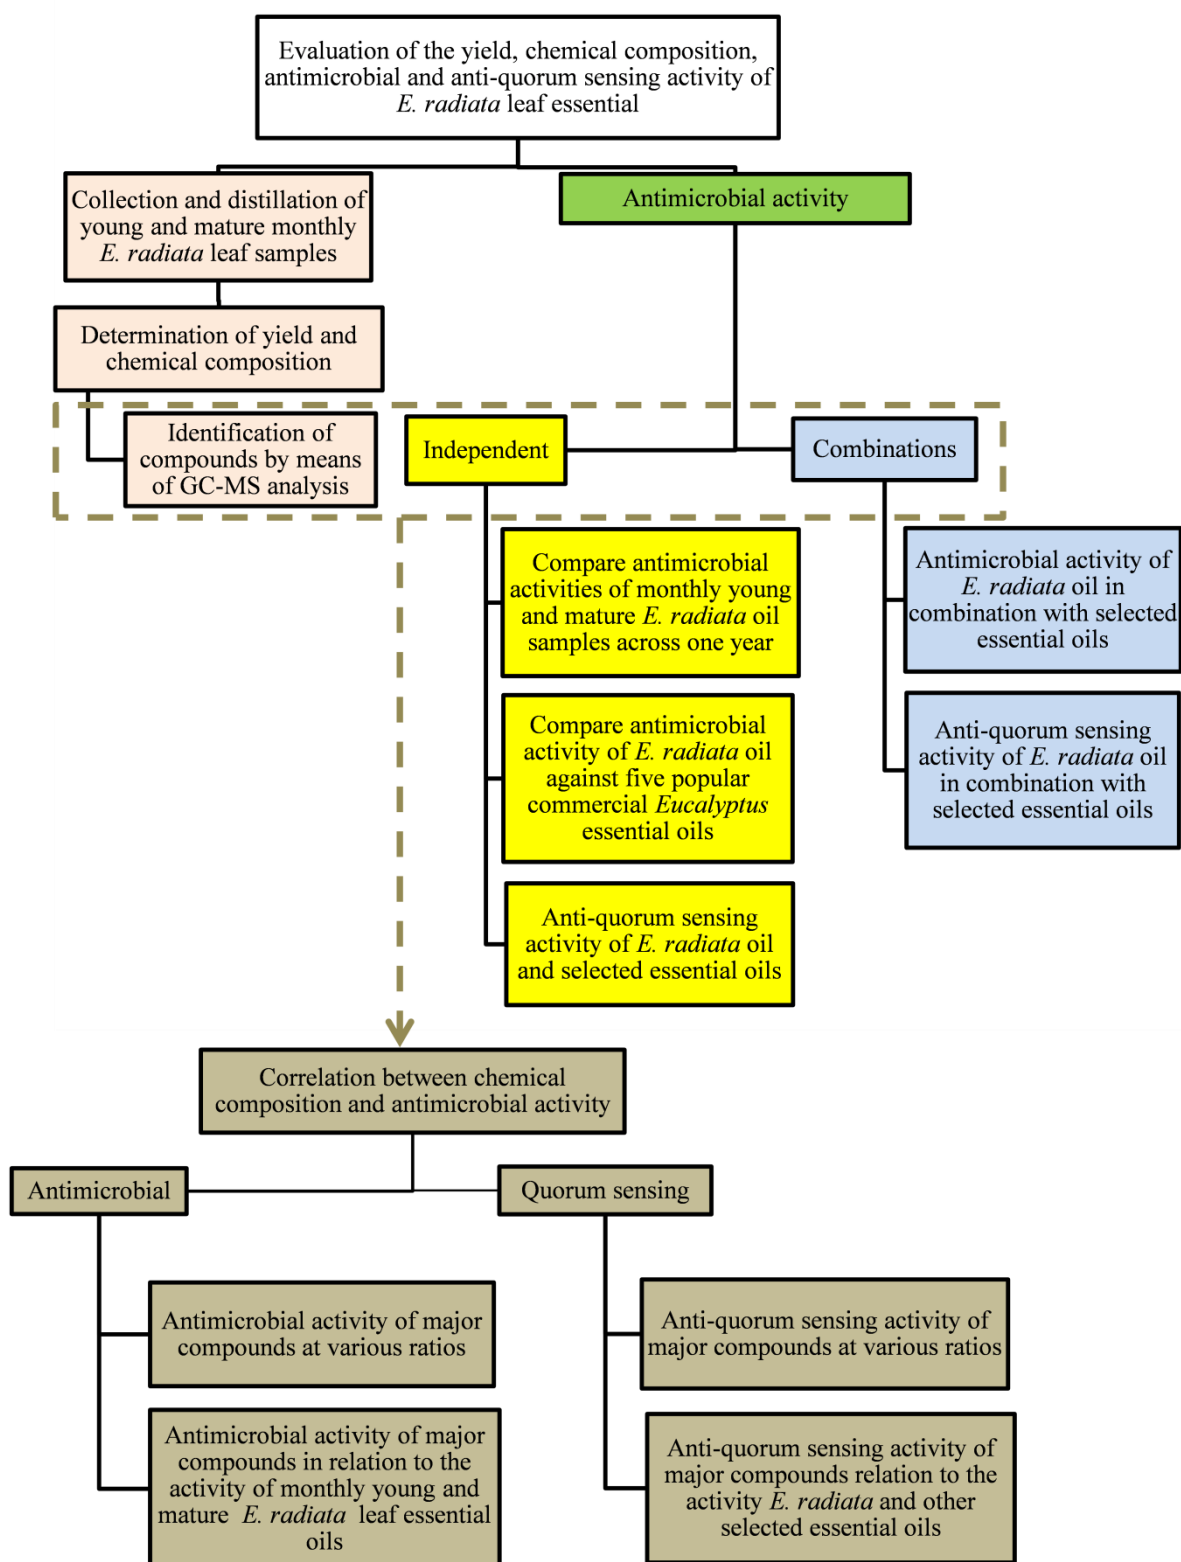 Evaluation of the yield, chemical composition,
antimicrobial and anti-quorum sensing activity of
E. radiata leaf essential
Collection and distillation of
young and mature monthly
E. radiata leaf samples
Antimicrobial activity
Determination of yield and
chemical composition
Identification of
compounds by means
of GC-MS analysis
Independent
Combinations
Compare antimicrobial
activities of monthly young
and mature E. radiata oil
samples across one year
Antimicrobial activity of
E. radiata oil in
combination with selected
essential oils
Compare antimicrobial
activity of E. radiata oil
against five popular
commercial Eucalyptus
essential oils
Anti-quorum sensing
activity of E. radiata oil
in combination with
selected essential oils
Anti-quorum sensing
activity of E. radiata oil
and selected essential oils
Correlation between chemical
composition and antimicrobial activity
Antimicrobial
Quorum sensing
Antimicrobial activity of major
compounds at various ratios
Anti-quorum sensing activity of
major compounds at various ratios
Antimicrobial activity of major
compounds in relation to the
activity of monthly young and
mature E. radiata leaf essential
oils
Anti-quorum sensing activity of
major compounds relation to the
activity E. radiata and other
selected essential oils